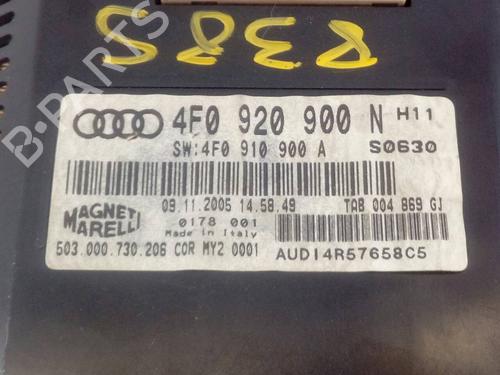 5838
B-PARTS
4F0 920 900 N H11
SW:4F0 910 900 A S0630
09.11.2005 14.58.49 TAB 004 869 GJ
MAGNETI MARELLI
0178 001
Made in Italy
503.000.730.206 COR MY2 0001
AUDI4R57658C5